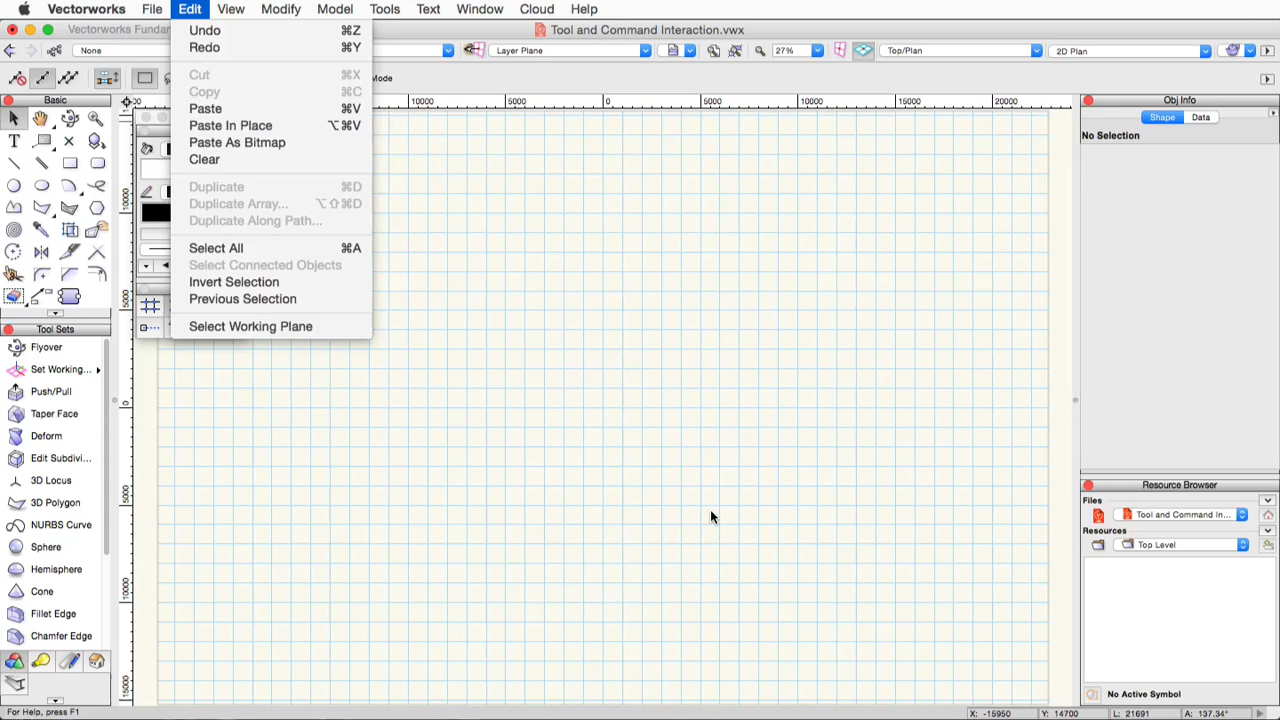 Vectorworks File Edit View Modify Model Tools Text Window Cloud Help
Vectorworks Fundam
Tool and Command Interaction.vwx
None
Layer Plane
27%
Top/Plan
2D Plan
Mode
Undo ⌘Z
Redo ⌘Y
Cut ⌘X
Copy ⌘C
Paste ⌘V
Paste In Place ⌥⌘V
Paste As Bitmap
Clear
Duplicate ⌘D
Duplicate Array... ⌥⇧⌘D
Duplicate Along Path...
Select All ⌘A
Select Connected Objects
Invert Selection
Previous Selection
Select Working Plane
10000 5000 0 5000 10000 15000 20000
10000
5000
0
5000
10000
15000
Basic
Tool Sets
Flyover
Set Working...
Push/Pull
Taper Face
Deform
Edit Subdivi...
3D Locus
3D Polygon
NURBS Curve
Sphere
Hemisphere
Cone
Fillet Edge
Chamfer Edge
For Help, press F1
Obj Info
Shape Data
No Selection
Resource Browser
Files
Tool and Command In...
Resources
Top Level
No Active Symbol
X: -15950 Y: 14700 L: 21691 A: 137.34°